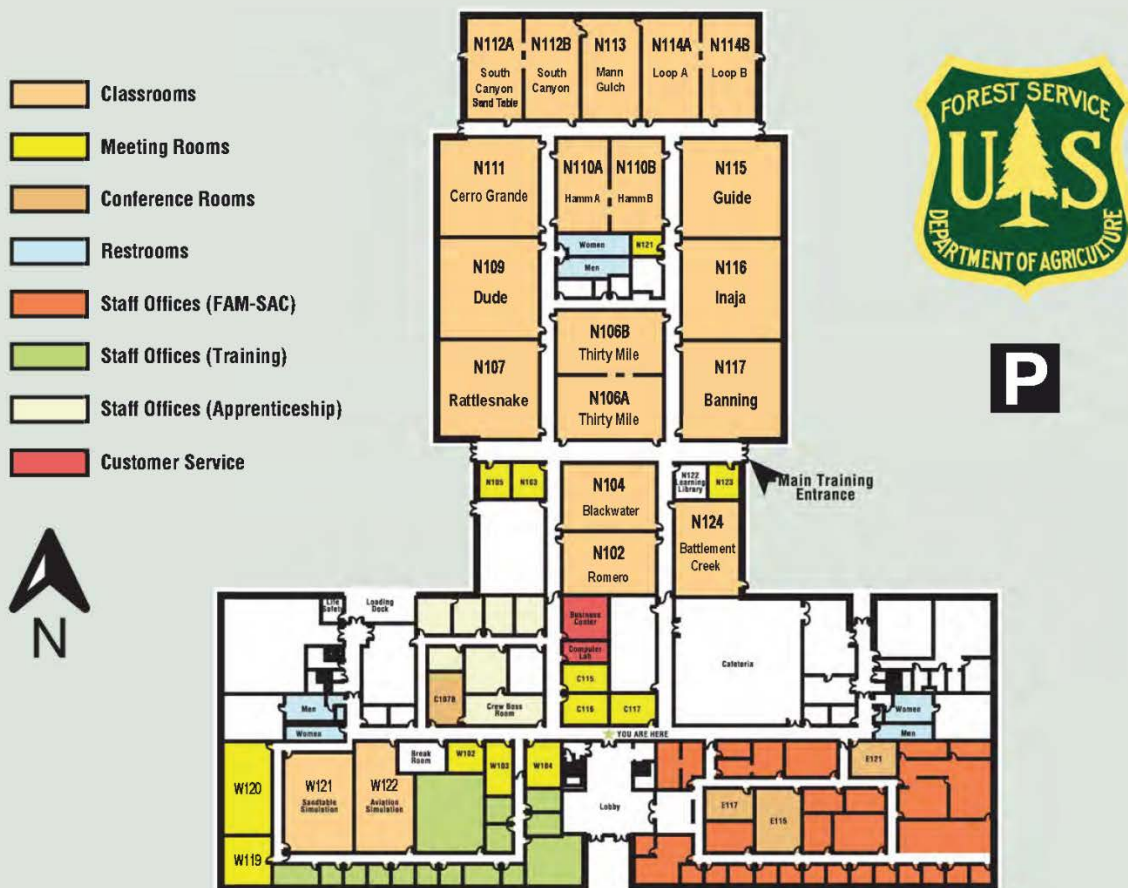 Classrooms
Meeting Rooms
Conference Rooms
Restrooms
Staff Offices (FAM-SAC)
Staff Offices (Training)
Staff Offices (Apprenticeship)
Customer Service
N
FOREST SERVICE
U S
DEPARTMENT OF AGRICULTURE
P
N112A
South
Canyon
Sand Table
N112B
South
Canyon
N113
Mann
Gulch
N114A
Loop A
N114B
Loop B
N111
Cerro Grande
N110A
Hamm A
N110B
Hamm B
N115
Guide
Women
N121
Men
N109
Dude
N116
Inaja
N106B
Thirty Mile
N107
Rattlesnake
N106A
Thirty Mile
N117
Banning
N105
N103
N104
Blackwater
N122
Learning
Library
N123
Main Training
Entrance
N102
Romero
N124
Battlement
Creek
Life
Safety
Loading
Dock
Business
Center
Computer
Lab
Cafeteria
C115
C107B
Crew Boss
Room
C116
C117
Men
Women
Women
Men
YOU ARE HERE
W120
W121
Sandtable
Simulation
W122
Aviation
Simulation
Break
Room
W102
W103
W104
Lobby
E121
E117
W119